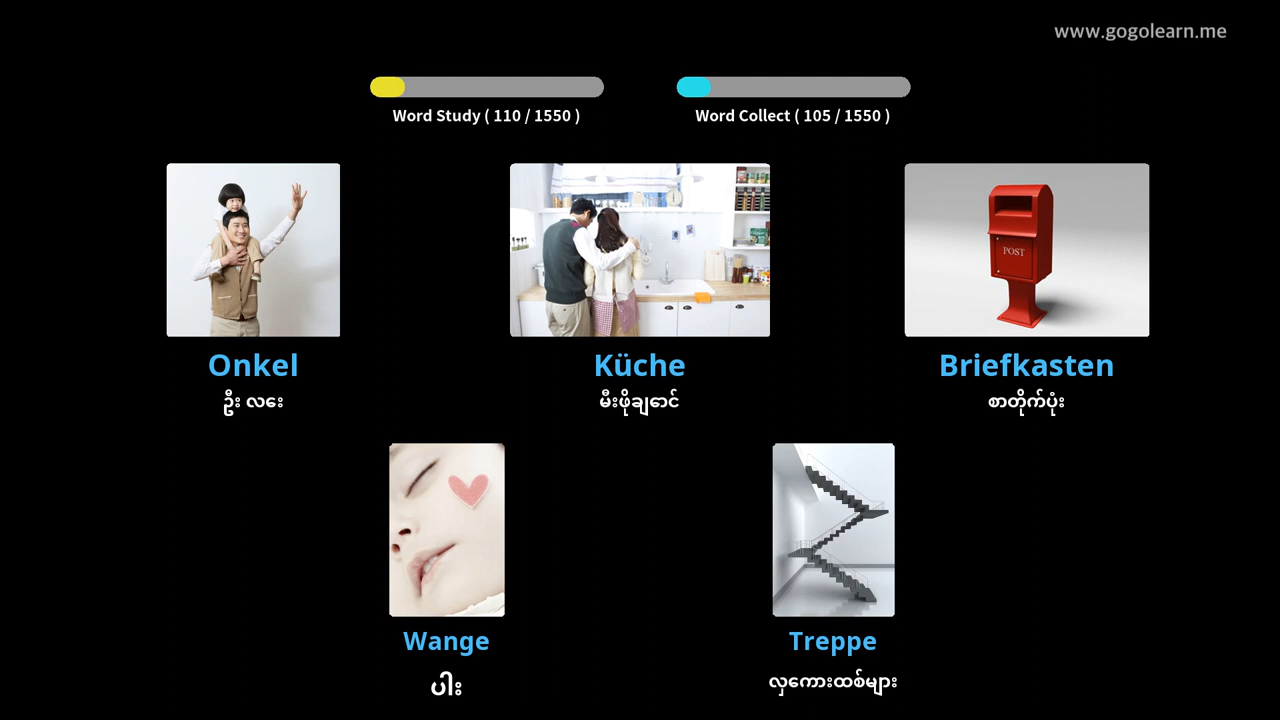 www.gogolearn.me
Word Study ( 110 / 1550 )
Word Collect ( 105 / 1550 )
POST
Onkel
Küche
Briefkasten
ဦး လေး
မီးဖိုချောင်
စာတိုက်ပုံး
Wange
Treppe
ပါး
လှေကားထစ်များ